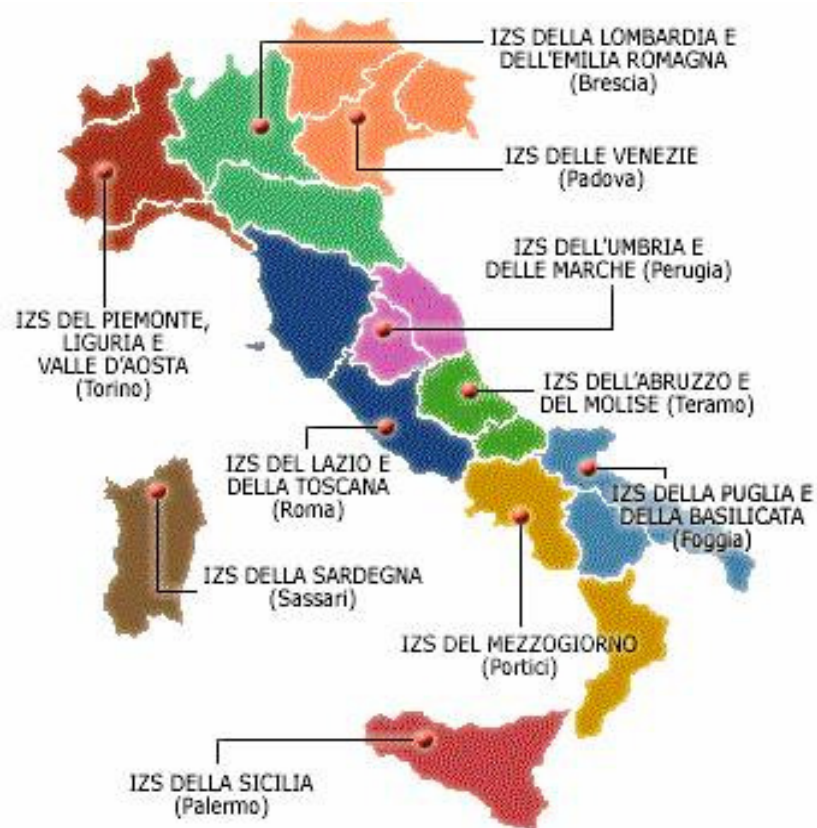 IZS DELLA LOMBARDIA E
DELL'EMILIA ROMAGNA
(Brescia)
IZS DELLE VENEZIE
(Padova)
IZS DELL'UMBRIA E
DELLE MARCHE (Perugia)
IZS DEL PIEMONTE,
LIGURIA E
VALLE D'AOSTA
(Torino)
IZS DELL'ABRUZZO E
DEL MOLISE (Teramo)
IZS DEL LAZIO E
DELLA TOSCANA
(Roma)
IZS DELLA PUGLIA E
DELLA BASILICATA
(Foggia)
IZS DELLA SARDEGNA
(Sassari)
IZS DEL MEZZOGIORNO
(Portici)
IZS DELLA SICILIA
(Palermo)